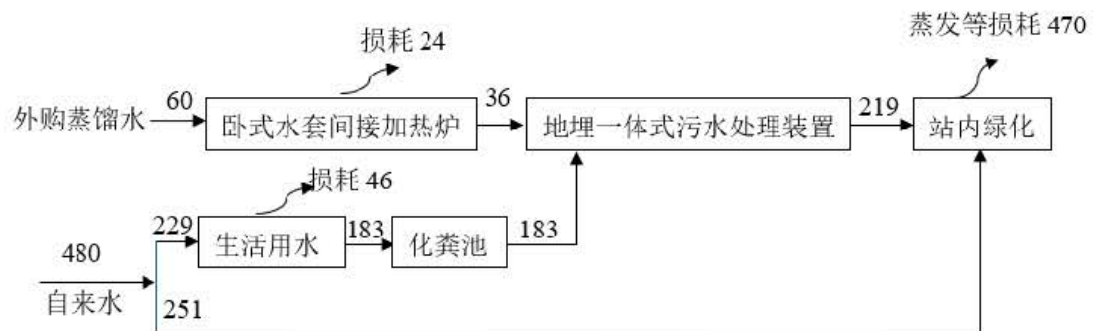 蒸发等损耗 470
损耗 24
外购蒸馏水
60
卧式水套间接加热炉
36
地埋一体式污水处理装置
219
站内绿化
损耗 46
229
生活用水
183
化粪池
183
480
自来水
251